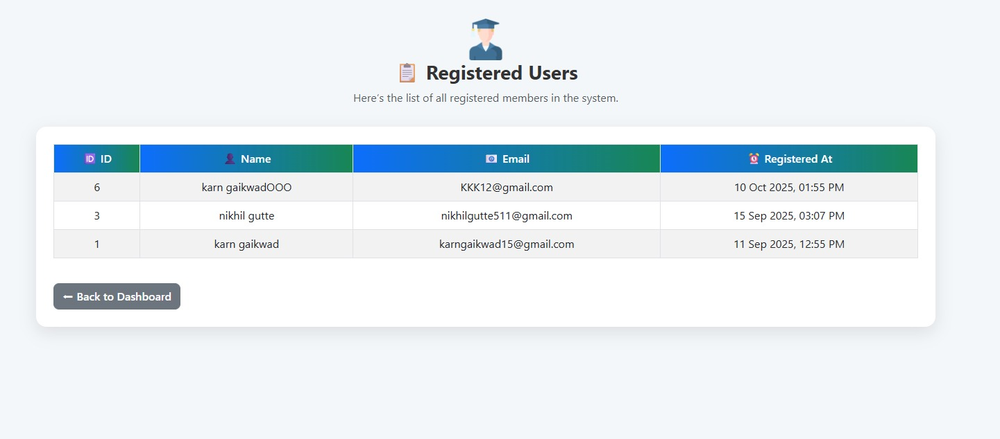 📋 Registered Users
Here's the list of all registered members in the system.
🆔 ID 👤 Name 📧 Email ⏰ Registered At
6 karn gaikwadOOO KKK12@gmail.com 10 Oct 2025, 01:55 PM
3 nikhil gutte nikhilgutte511@gmail.com 15 Sep 2025, 03:07 PM
1 karn gaikwad karngaikwad15@gmail.com 11 Sep 2025, 12:55 PM
⬅ Back to Dashboard